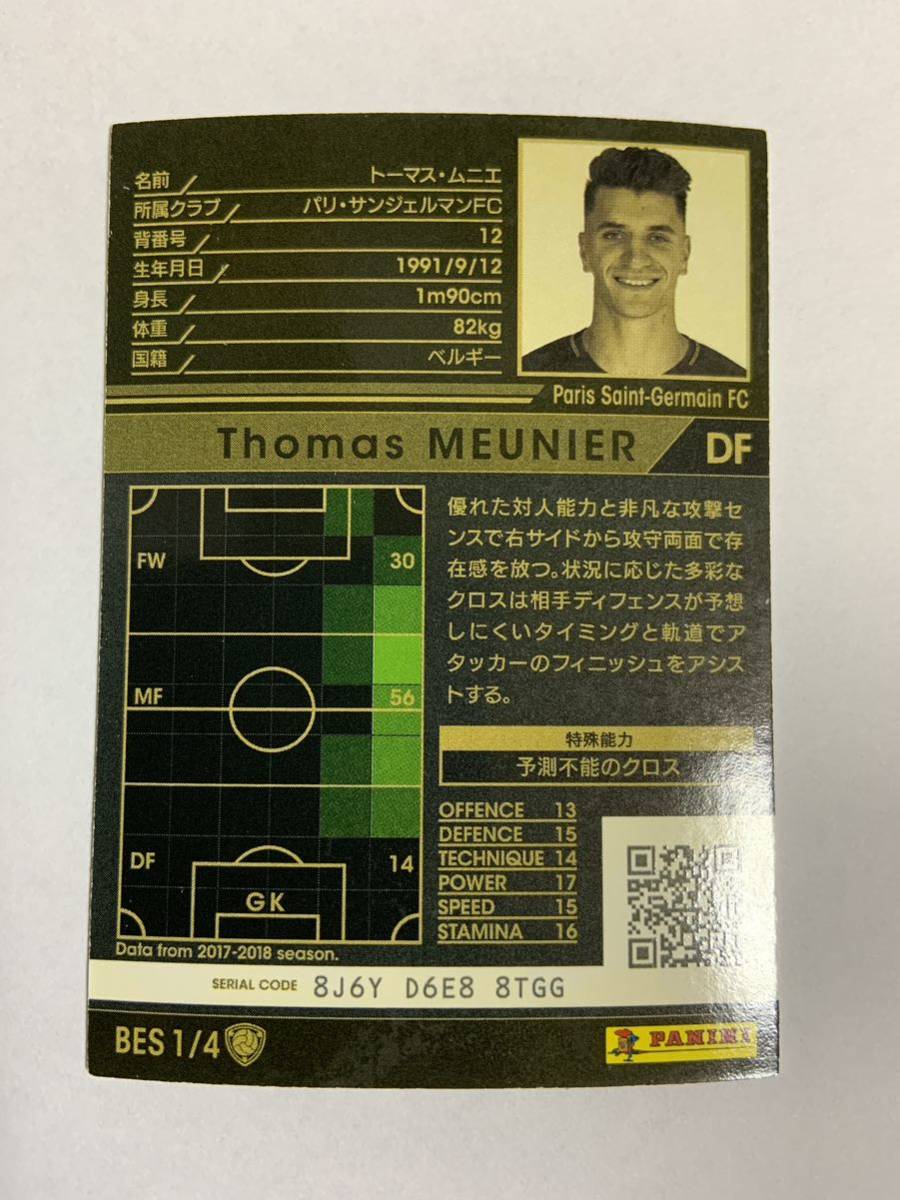 名前 トーマス・ムニエ
所属クラブ パリ・サンジェルマンFC
背番号 12
生年月日 1991/9/12
身長 1m90cm
体重 82kg
国籍 ベルギー
Paris Saint-Germain FC
Thomas MEUNIER DF
FW 30
MF 56
DF 14
GK
Data from 2017-2018 season.
優れた対人能力と非凡な攻撃セ
ンスで右サイドから攻守両面で存
在感を放つ。状況に応じた多彩な
クロスは相手ディフェンスが予想
しにくいタイミングと軌道でア
タッカーのフィニッシュをアシス
トする。
特殊能力
予測不能のクロス
OFFENCE 13
DEFENCE 15
TECHNIQUE 14
POWER 17
SPEED 15
STAMINA 16
SERIAL CODE 8J6Y D6E8 8TGG
BES 1/4
PANINI